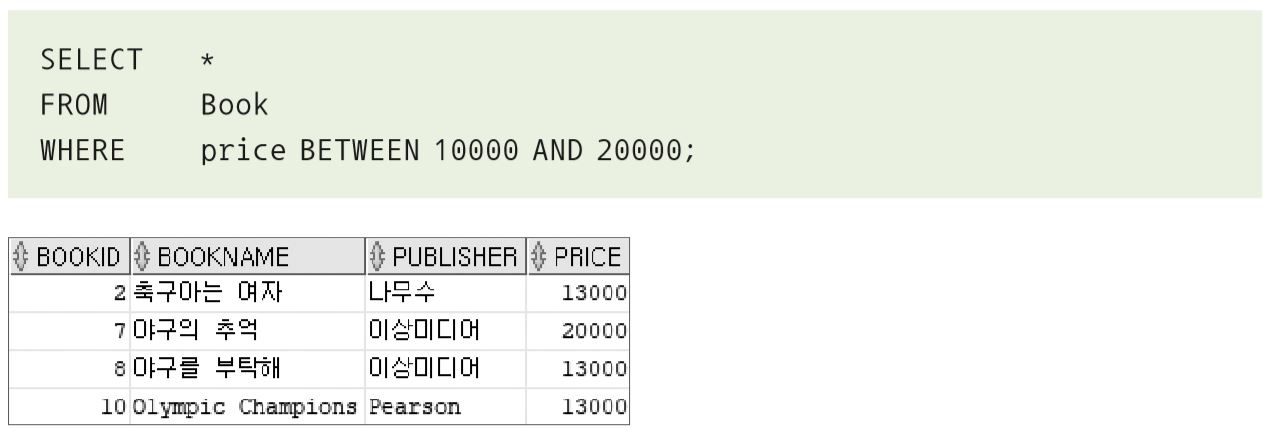 SELECT *
FROM Book
WHERE price BETWEEN 10000 AND 20000;
BOOKID BOOKNAME PUBLISHER PRICE
2 축구아는 여자 나무수 13000
7 야구의 추억 이상미디어 20000
8 야구를 부탁해 이상미디어 13000
10 Olympic Champions Pearson 13000